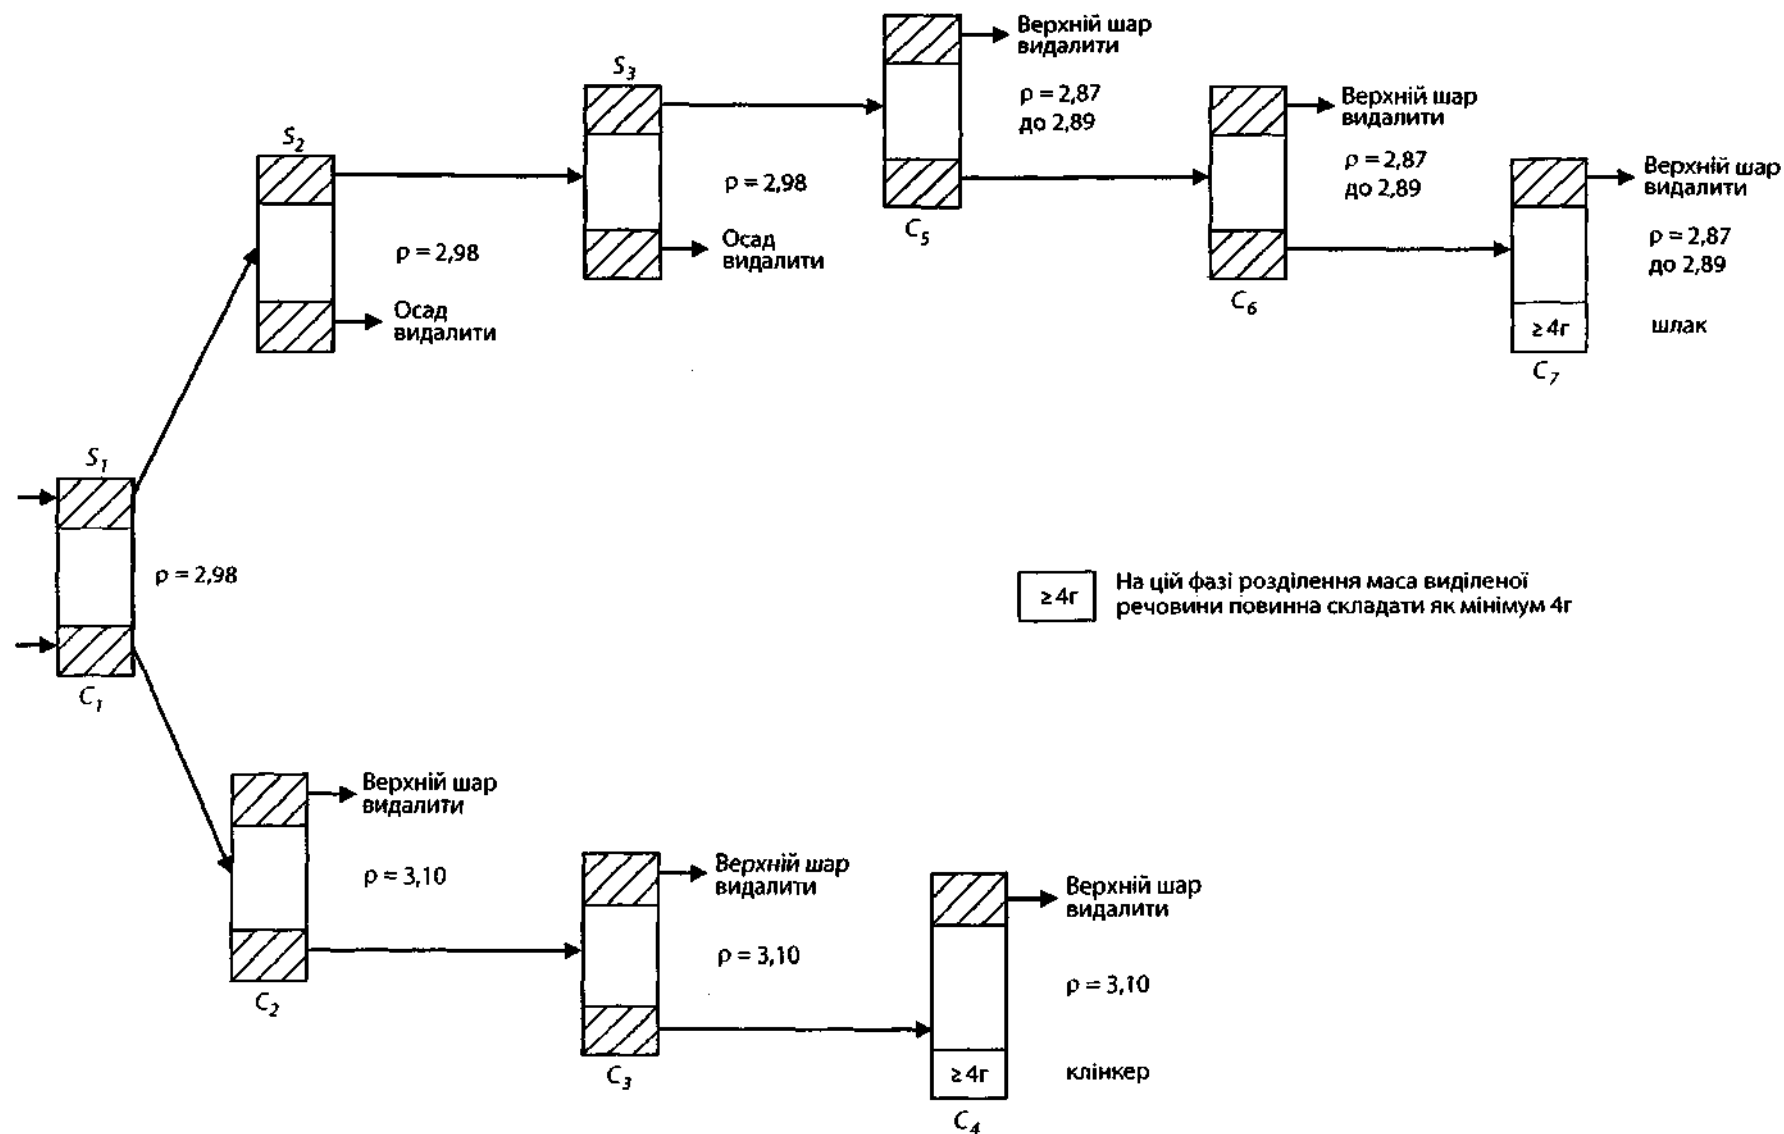 S₃
Верхній шар
видалити
ρ = 2,87
до 2,89
C₅
Верхній шар
видалити
ρ = 2,87
до 2,89
C₆
Верхній шар
видалити
ρ = 2,87
до 2,89
≥4г
шлак
C₇
S₂
ρ = 2,98
Осад
видалити
ρ = 2,98
Осад
видалити
S₁
ρ = 2,98
C₁
≥4г
На цій фазі розділення маса виділеної
речовини повинна складати як мінімум 4г
Верхній шар
видалити
ρ = 3,10
C₂
Верхній шар
видалити
ρ = 3,10
C₃
Верхній шар
видалити
ρ = 3,10
≥4г
клінкер
C₄